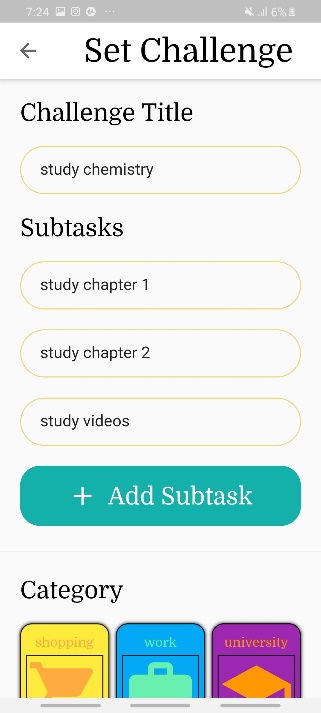 7:24 ... 6%
Set Challenge
Challenge Title
study chemistry
Subtasks
study chapter 1
study chapter 2
study videos
+ Add Subtask
Category
shopping work university